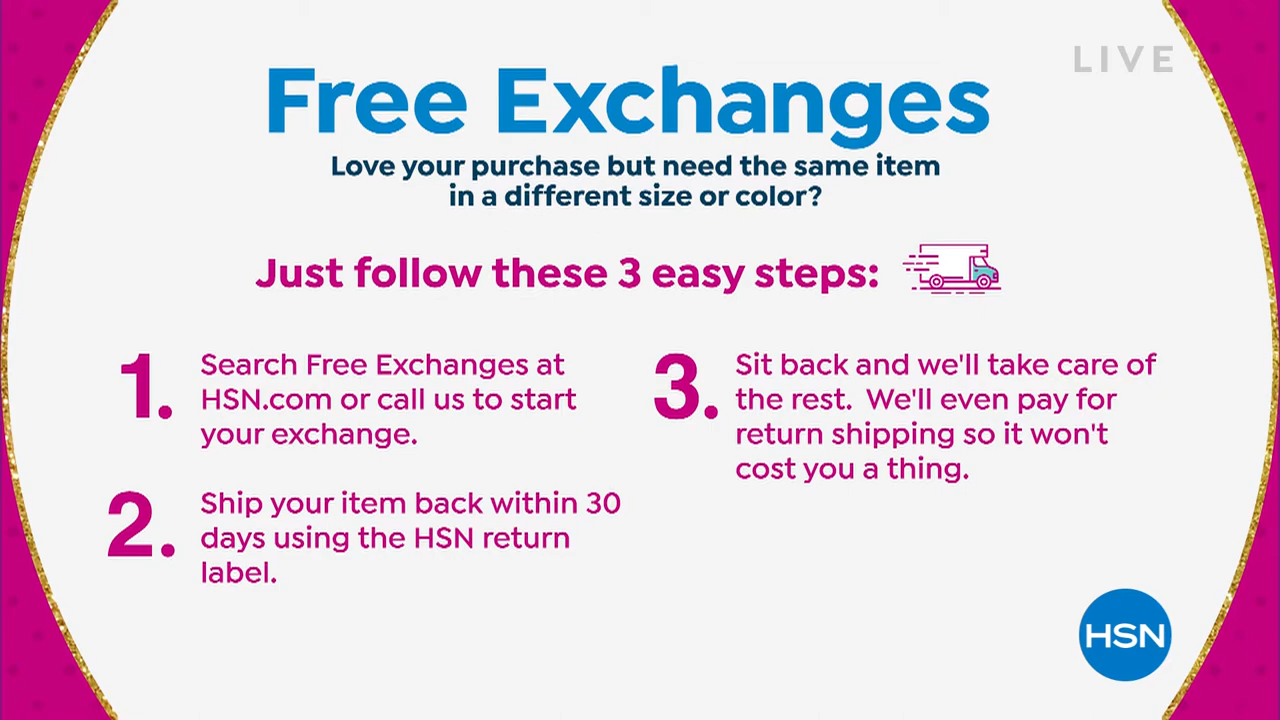 LIVE
Free Exchanges
Love your purchase but need the same item
in a different size or color?
Just follow these 3 easy steps:
1. Search Free Exchanges at
HSN.com or call us to start
your exchange.
2. Ship your item back within 30
days using the HSN return
label.
3. Sit back and we'll take care of
the rest.  We'll even pay for
return shipping so it won't
cost you a thing.
HSN